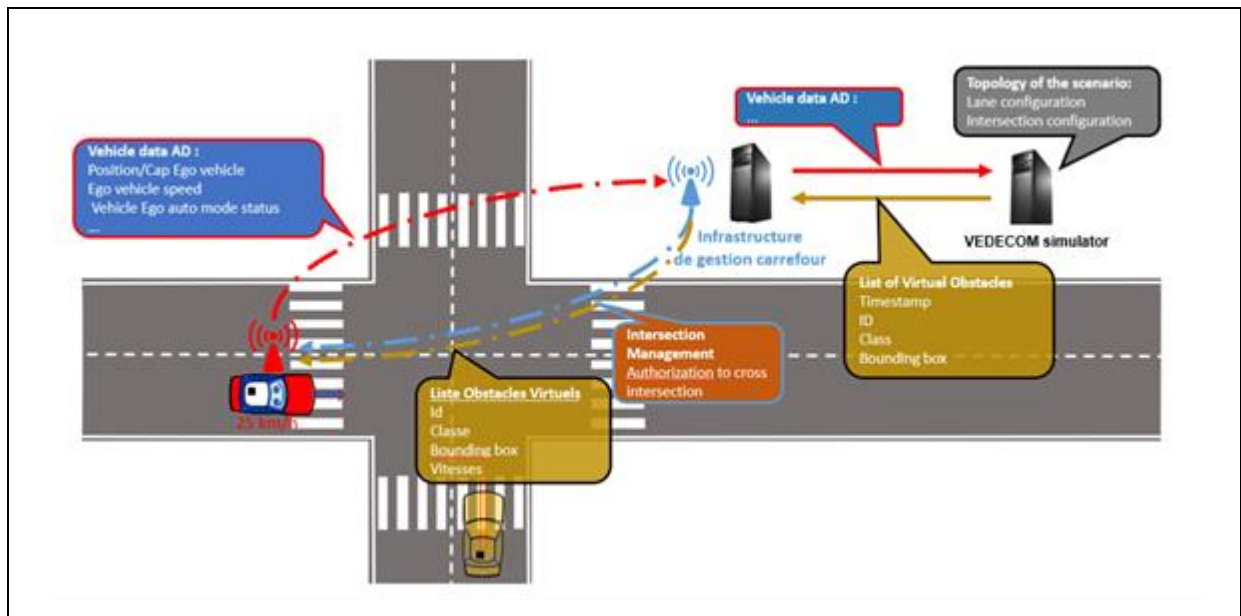 Vehicle data AD :
Position/Cap Ego vehicle
Ego vehicle speed
Vehicle Ego auto mode status
...
Vehicle data AD :
...
Topology of the scenario:
Lane configuration
Intersection configuration
VEDECOM simulator
Infrastructure
de gestion carrefour
List of Virtual Obstacles
Timestamp
ID
Class
Bounding box
Intersection
Management
Authorization to cross
intersection
Liste Obstacles Virtuels
Id
Classe
Bounding box
Vitesses
25 km/h